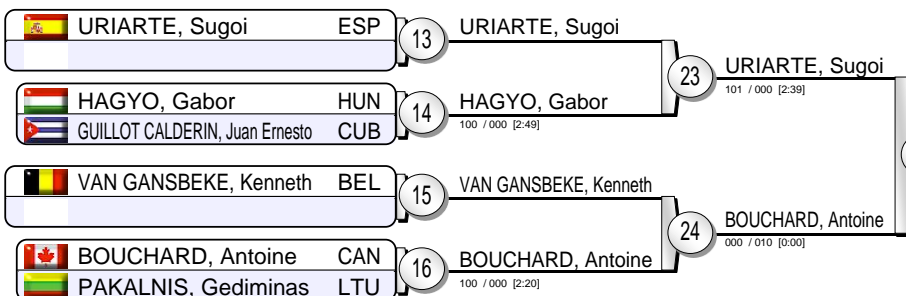 URIARTE, Sugoi ESP
13
URIARTE, Sugoi
HAGYO, Gabor HUN
GUILLOT CALDERIN, Juan Ernesto CUB
14
HAGYO, Gabor
100 / 000 [2:49]
23
URIARTE, Sugoi
101 / 000 [2:39]
VAN GANSBEKE, Kenneth BEL
15
VAN GANSBEKE, Kenneth
BOUCHARD, Antoine CAN
PAKALNIS, Gediminas LTU
16
BOUCHARD, Antoine
100 / 000 [2:20]
24
BOUCHARD, Antoine
000 / 010 [0:00]